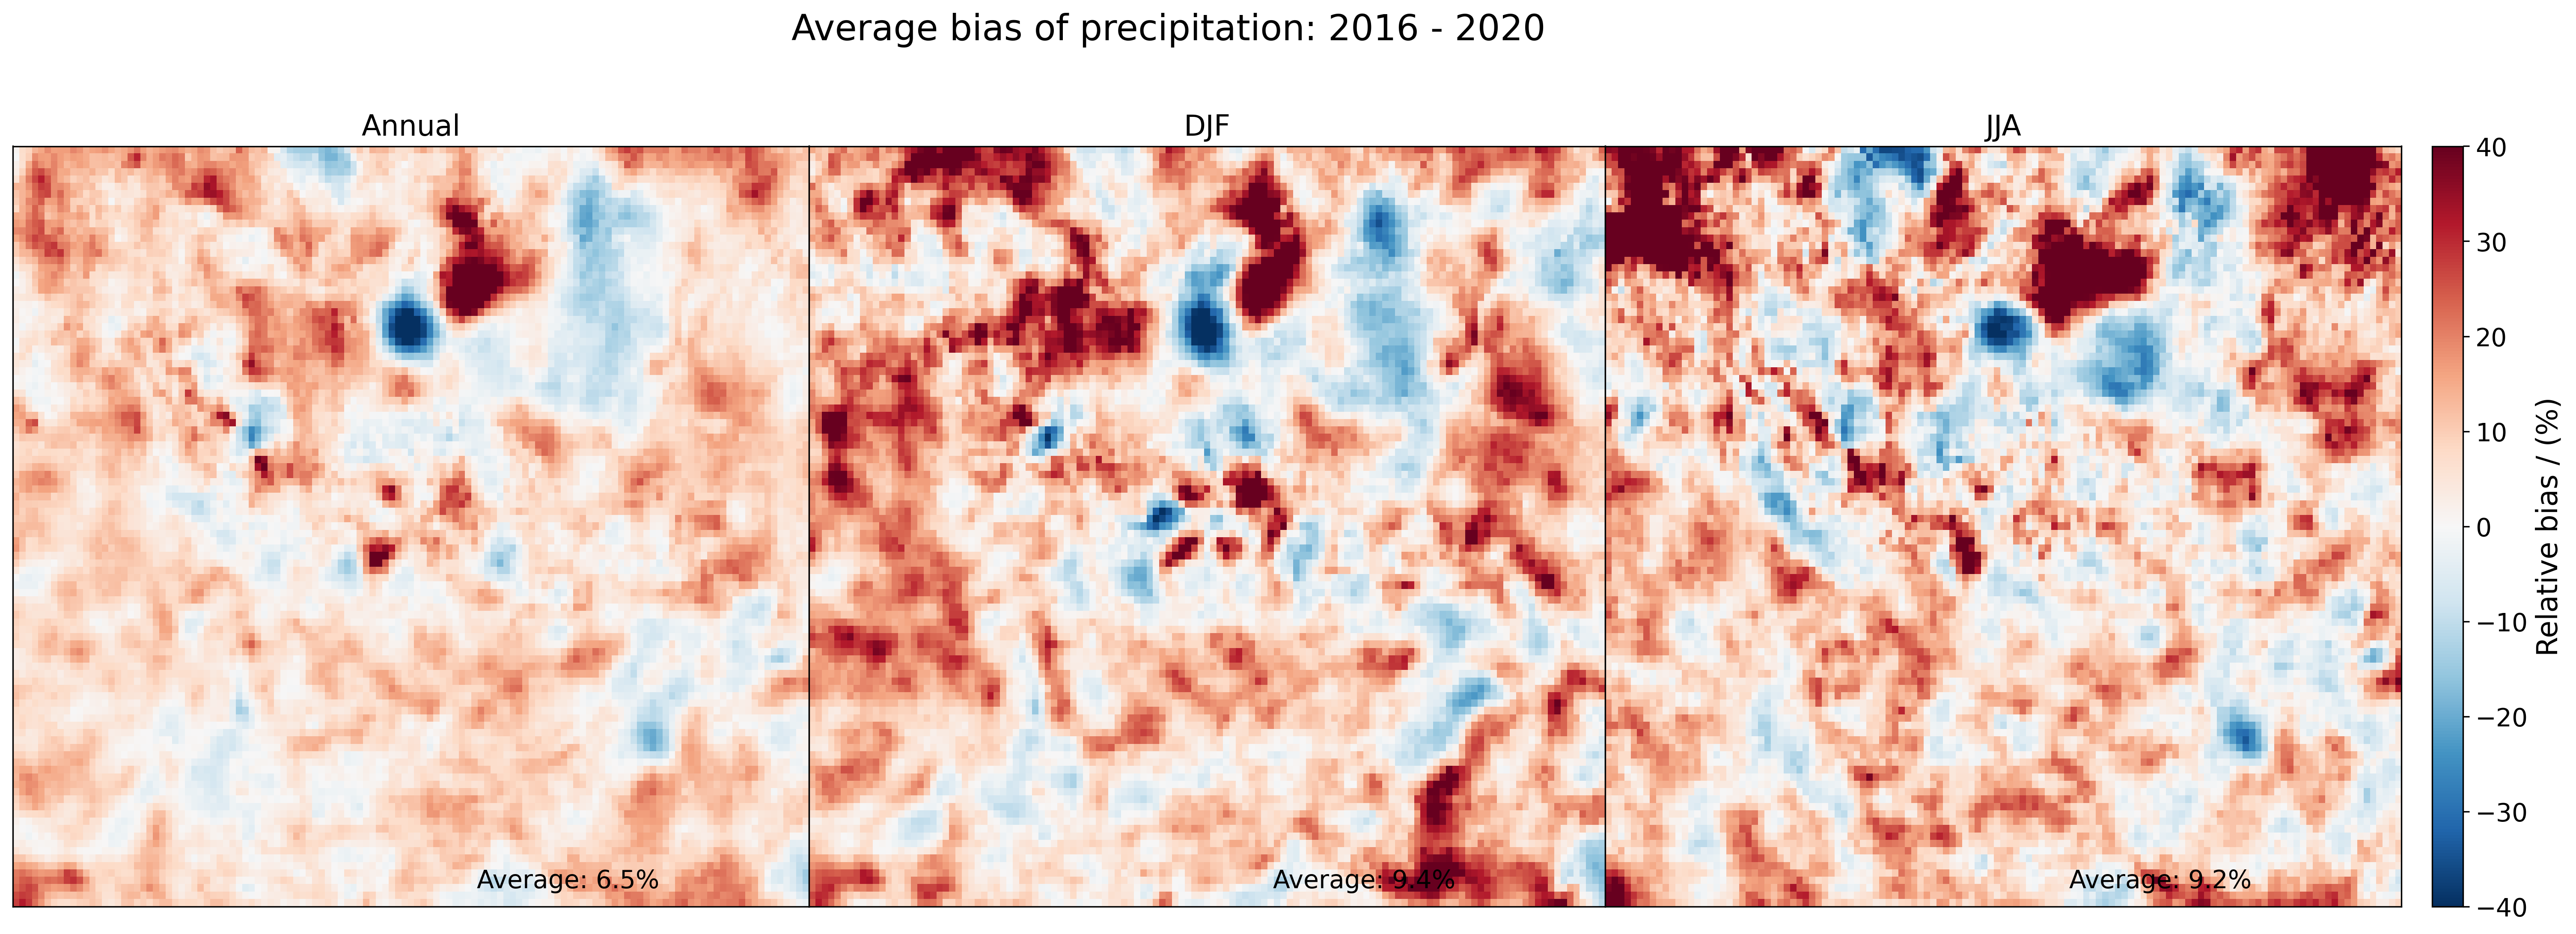 Average bias of precipitation: 2016 - 2020
Annual
DJF
JJA
Average: 6.5%
Average: 9.4%
Average: 9.2%
40
30
20
10
0
−10
−20
−30
−40
Relative bias / (%)